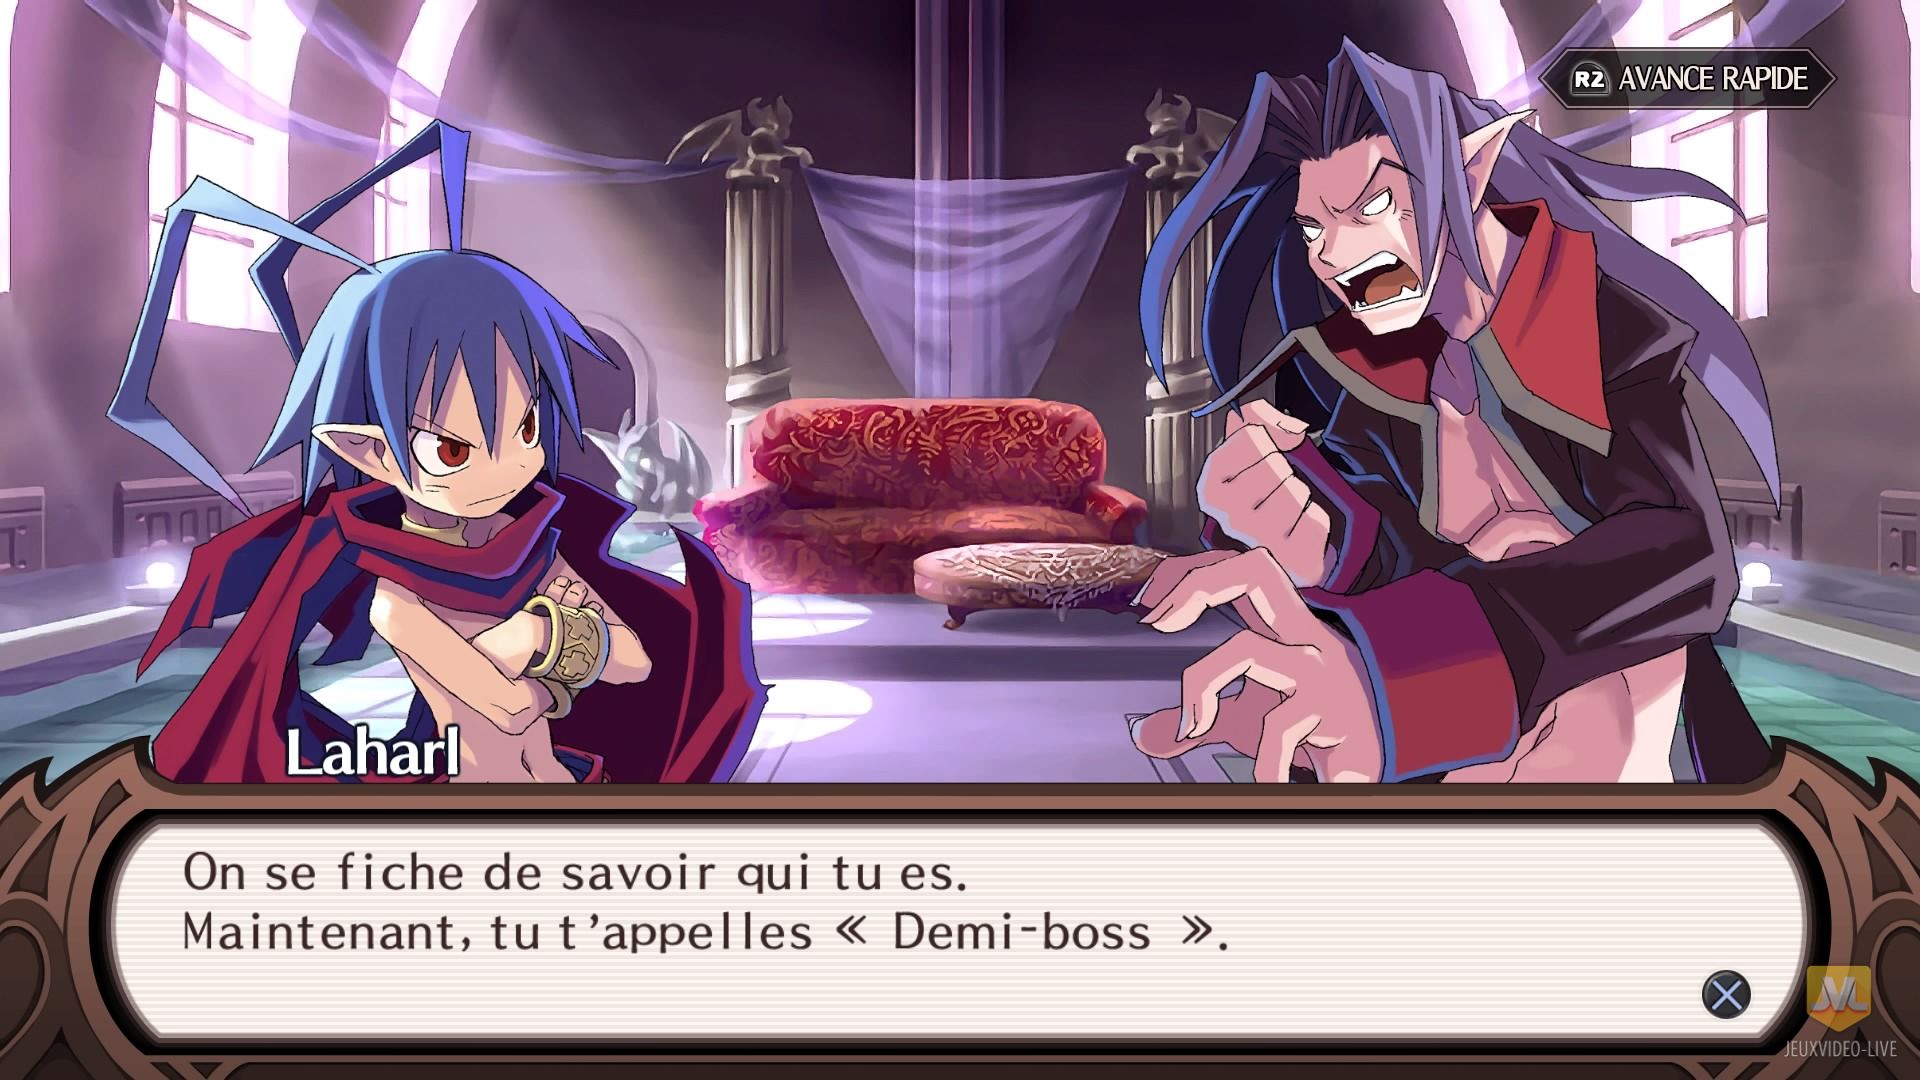 R2 AVANCE RAPIDE
Laharl
On se fiche de savoir qui tu es.
Maintenant, tu t'appelles « Demi-boss ».
JVL
JEUXVIDEO-LIVE